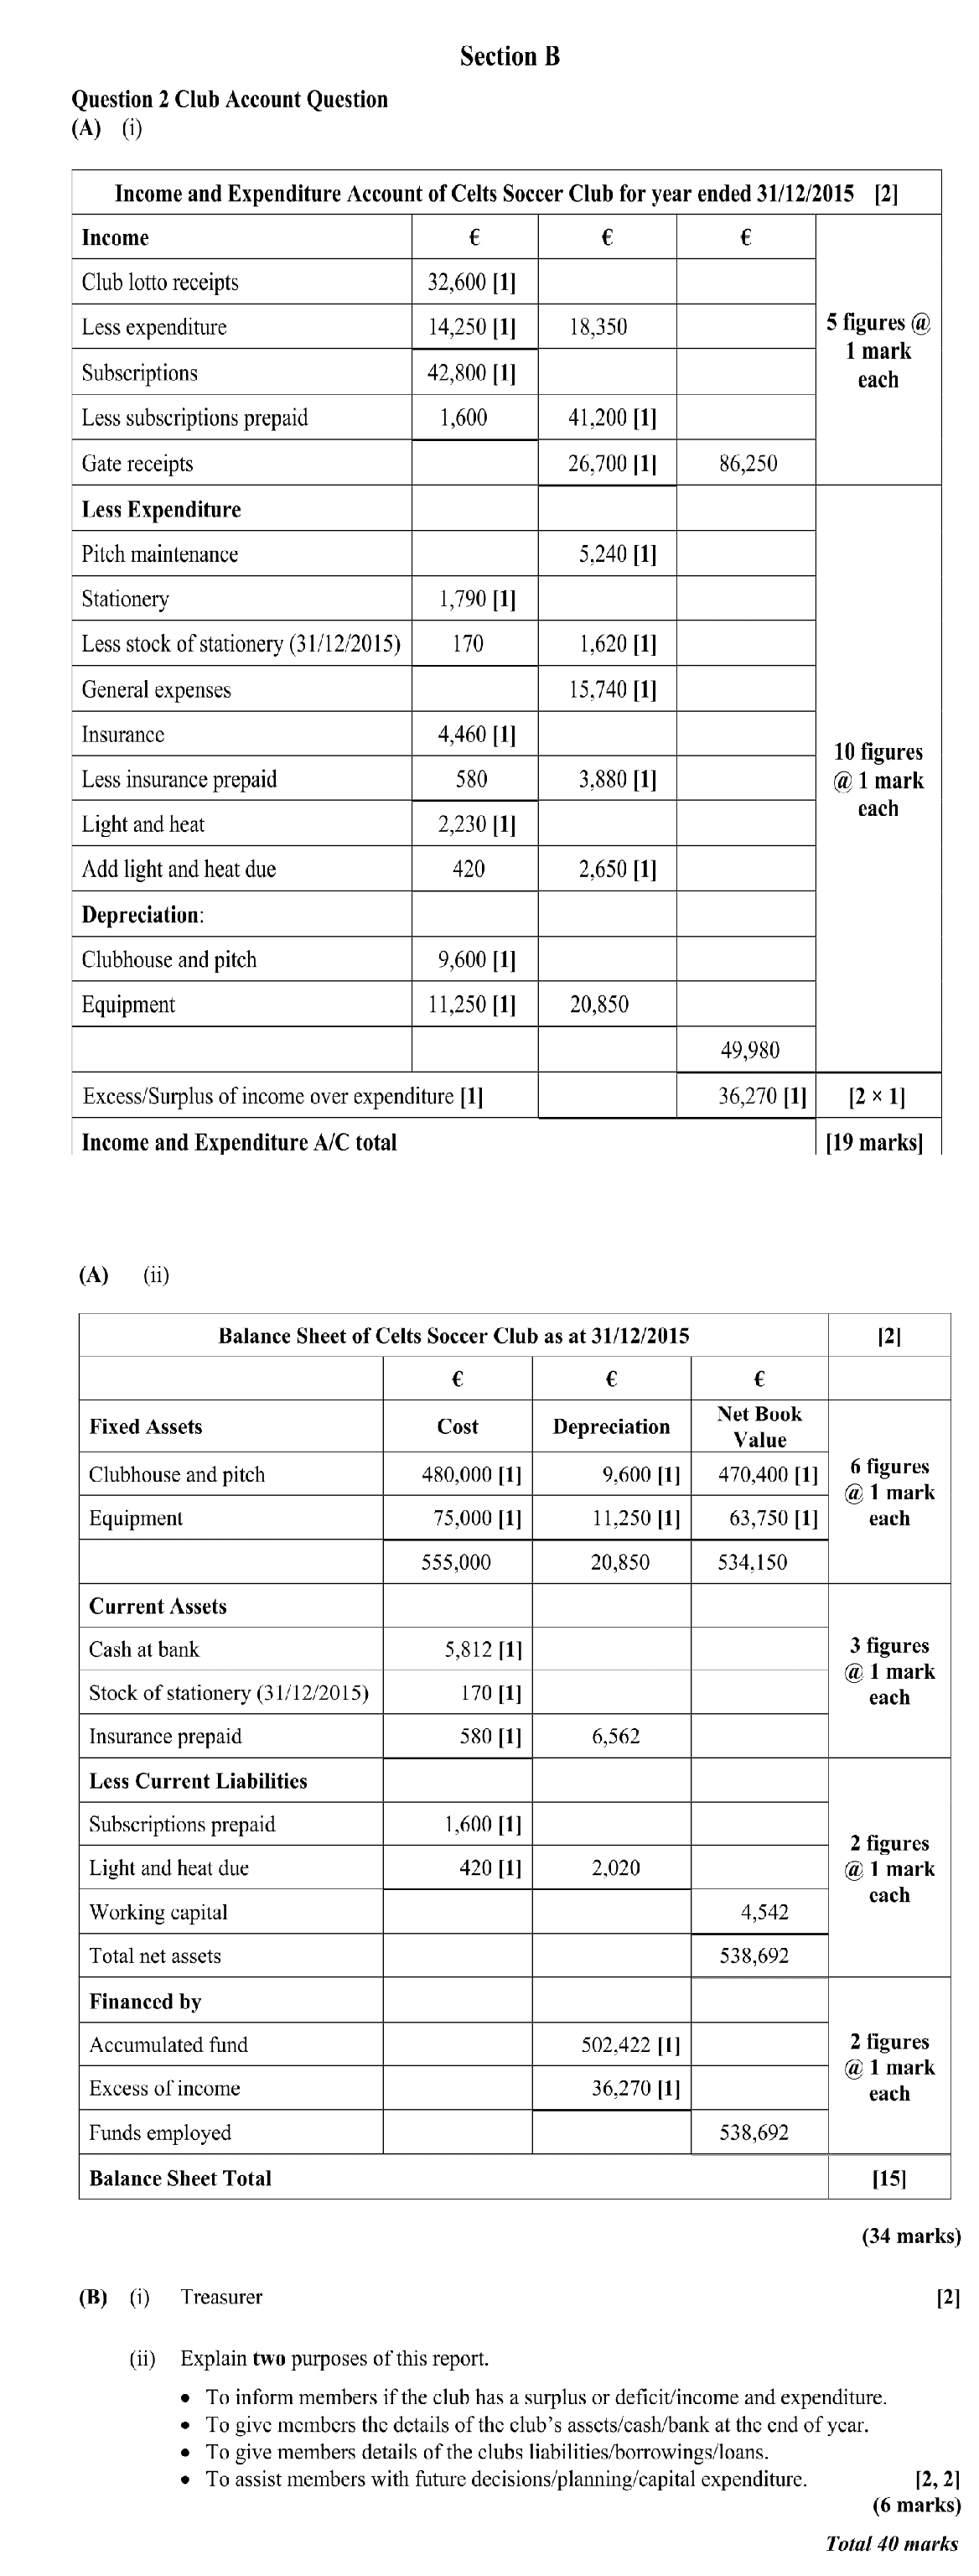 Section B
Question 2 Club Account Question
(A) (i)
Income and Expenditure Account of Celts Soccer Club for year ended 31/12/2015 [2]
Income € € €
Club lotto receipts 32,600 [1]
Less expenditure 14,250 [1] 18,350
5 figures @ 1 mark each
Subscriptions 42,800 [1]
Less subscriptions prepaid 1,600 41,200 [1]
Gate receipts 26,700 [1] 86,250
Less Expenditure
Pitch maintenance 5,240 [1]
Stationery 1,790 [1]
Less stock of stationery (31/12/2015) 170 1,620 [1]
General expenses 15,740 [1]
Insurance 4,460 [1]
10 figures @ 1 mark each
Less insurance prepaid 580 3,880 [1]
Light and heat 2,230 [1]
Add light and heat due 420 2,650 [1]
Depreciation:
Clubhouse and pitch 9,600 [1]
Equipment 11,250 [1] 20,850
49,980
Excess/Surplus of income over expenditure [1] 36,270 [1] [2 × 1]
Income and Expenditure A/C total [19 marks]
(A) (ii)
Balance Sheet of Celts Soccer Club as at 31/12/2015 [2]
€ € €
Fixed Assets Cost Depreciation Net Book Value
Clubhouse and pitch 480,000 [1] 9,600 [1] 470,400 [1]
6 figures @ 1 mark each
Equipment 75,000 [1] 11,250 [1] 63,750 [1]
555,000 20,850 534,150
Current Assets
Cash at bank 5,812 [1]
3 figures @ 1 mark each
Stock of stationery (31/12/2015) 170 [1]
Insurance prepaid 580 [1] 6,562
Less Current Liabilities
Subscriptions prepaid 1,600 [1]
2 figures @ 1 mark each
Light and heat due 420 [1] 2,020
Working capital 4,542
Total net assets 538,692
Financed by
Accumulated fund 502,422 [1]
2 figures @ 1 mark each
Excess of income 36,270 [1]
Funds employed 538,692
Balance Sheet Total [15]
(34 marks)
(B) (i) Treasurer [2]
(ii) Explain two purposes of this report.
• To inform members if the club has a surplus or deficit/income and expenditure.
• To give members the details of the club's assets/cash/bank at the end of year.
• To give members details of the clubs liabilities/borrowings/loans.
• To assist members with future decisions/planning/capital expenditure. [2, 2]
(6 marks)
Total 40 marks